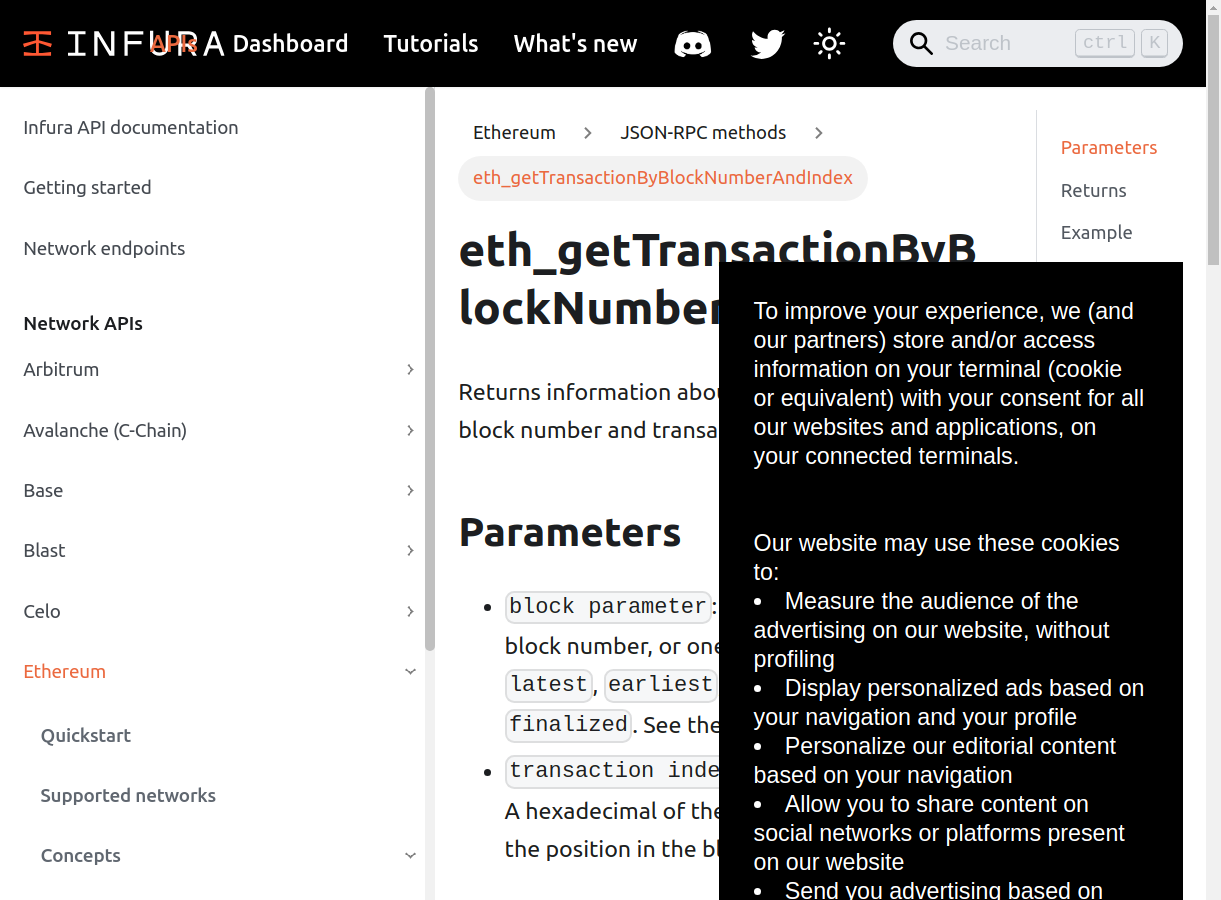 INFURA APIs Dashboard Tutorials What's new Search ctrl K
Infura API documentation
Getting started
Network endpoints
Network APIs
Arbitrum
Avalanche (C-Chain)
Base
Blast
Celo
Ethereum
Quickstart
Supported networks
Concepts
Ethereum
JSON-RPC methods
eth_getTransactionByBlockNumberAndIndex
eth_getTransactionByB
lockNumber
Returns information abou
block number and transa
Parameters
block parameter:
block number, or one
latest, earliest
finalized. See the
transaction inde
A hexadecimal of the
the position in the bl
Parameters
Returns
Example
To improve your experience, we (and
our partners) store and/or access
information on your terminal (cookie
or equivalent) with your consent for all
our websites and applications, on
your connected terminals.
Our website may use these cookies
to:
• Measure the audience of the
advertising on our website, without
profiling
• Display personalized ads based on
your navigation and your profile
• Personalize our editorial content
based on your navigation
• Allow you to share content on
social networks or platforms present
on our website
• Send you advertising based on